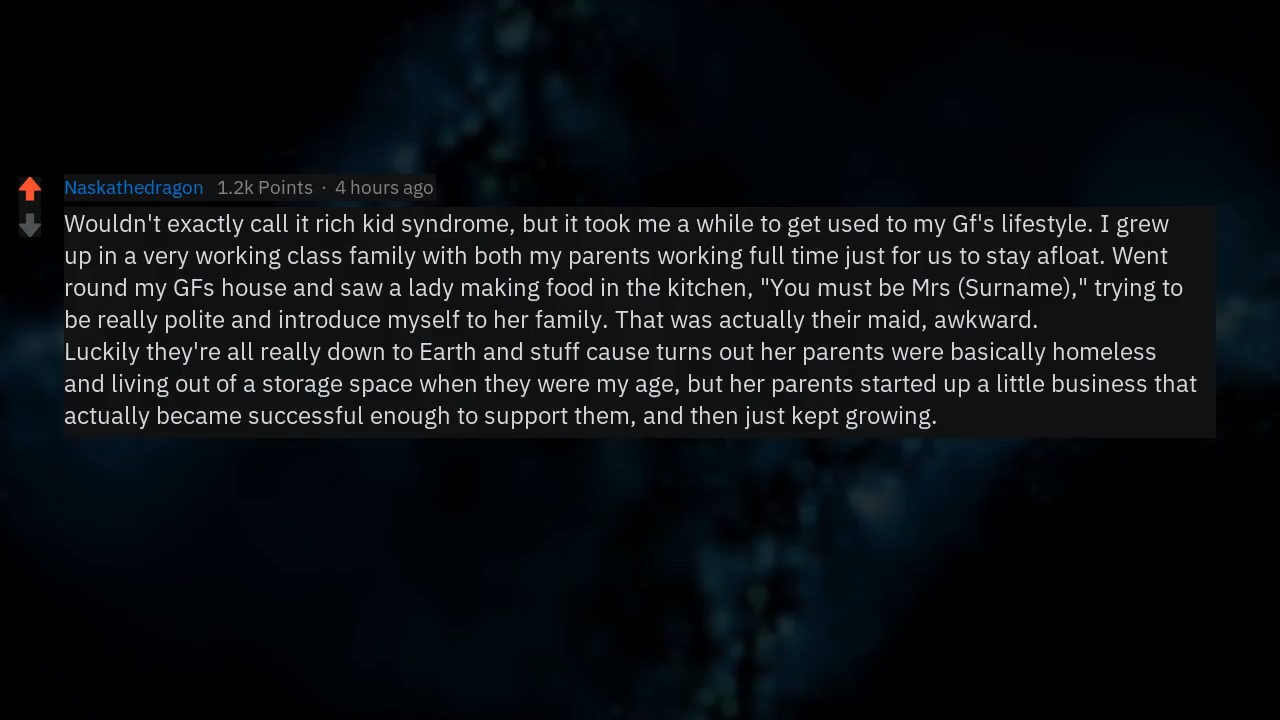 Naskathedragon 1.2k Points · 4 hours ago
Wouldn't exactly call it rich kid syndrome, but it took me a while to get used to my Gf's lifestyle. I grew
up in a very working class family with both my parents working full time just for us to stay afloat. Went
round my GFs house and saw a lady making food in the kitchen, "You must be Mrs (Surname)," trying to
be really polite and introduce myself to her family. That was actually their maid, awkward.
Luckily they're all really down to Earth and stuff cause turns out her parents were basically homeless
and living out of a storage space when they were my age, but her parents started up a little business that
actually became successful enough to support them, and then just kept growing.